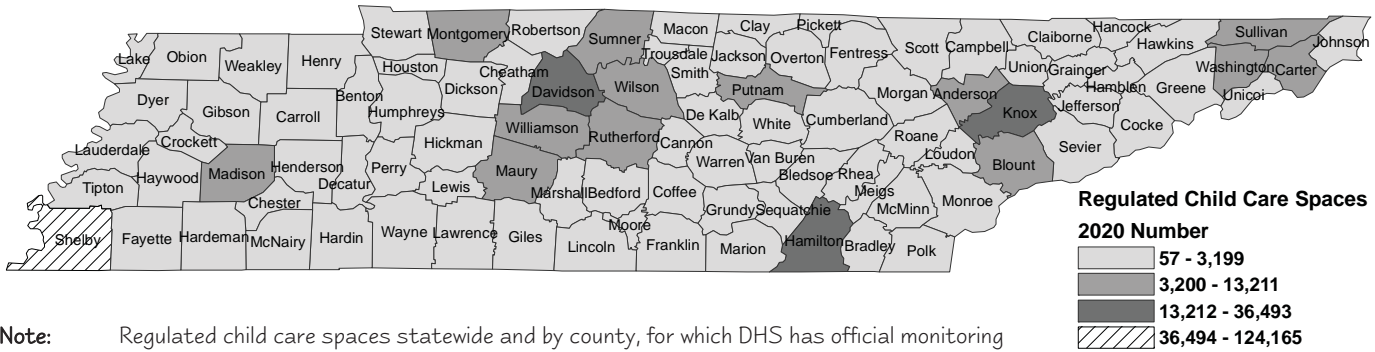 Stewart Montgomery Robertson Sumner Macon Clay Pickett Hancock Claiborne Hawkins Sullivan Johnson
Lake Obion Weakley Henry Houston Cheatham Trousdale Jackson Overton Fentress Scott Campbell Union Grainger Washington Carter
Dyer Gibson Carroll Benton Humphreys Dickson Davidson Wilson Smith Putnam Morgan Anderson Knox Hamblen Jefferson Greene Unicoi
Lauderdale Crockett Henderson Hickman Williamson Rutherford De Kalb Cannon White Cumberland Roane Loudon Blount Sevier Cocke
Tipton Haywood Madison Chester Decatur Perry Lewis Maury Marshall Bedford Coffee Warren Van Buren Bledsoe Rhea Meigs McMinn Monroe
Shelby Fayette Hardeman McNairy Hardin Wayne Lawrence Giles Lincoln Moore Franklin Grundy Sequatchie Marion Hamilton Bradley Polk
Regulated Child Care Spaces
2020 Number
57 - 3,199
3,200 - 13,211
13,212 - 36,493
36,494 - 124,165
Note: Regulated child care spaces statewide and by county, for which DHS has official monitoring